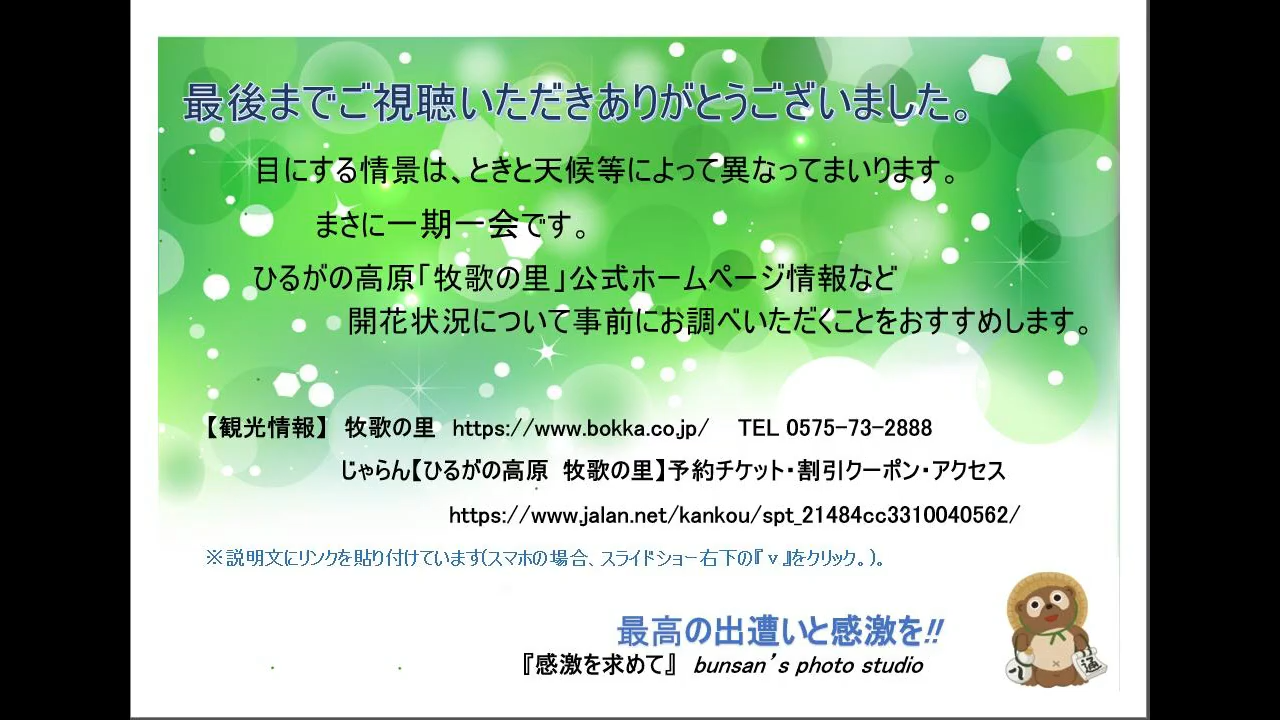 最後までご視聴いただきありがとうございました。
目にする情景は、ときと天候等によって異なってまいります。
まさに一期一会です。
ひるがの高原「牧歌の里」公式ホームページ情報など
開花状況について事前にお調べいただくことをおすすめします。
【観光情報】 牧歌の里 https://www.bokka.co.jp/ TEL 0575-73-2888
じゃらん【ひるがの高原 牧歌の里】予約チケット・割引クーポン・アクセス
https://www.jalan.net/kankou/spt_21484cc3310040562/
※説明文にリンクを貼り付けています(スマホの場合、スライドショー右下の『v』をクリック。)。
最高の出遭いと感激を!!
『感激を求めて』 bunsan's photo studio
八
通